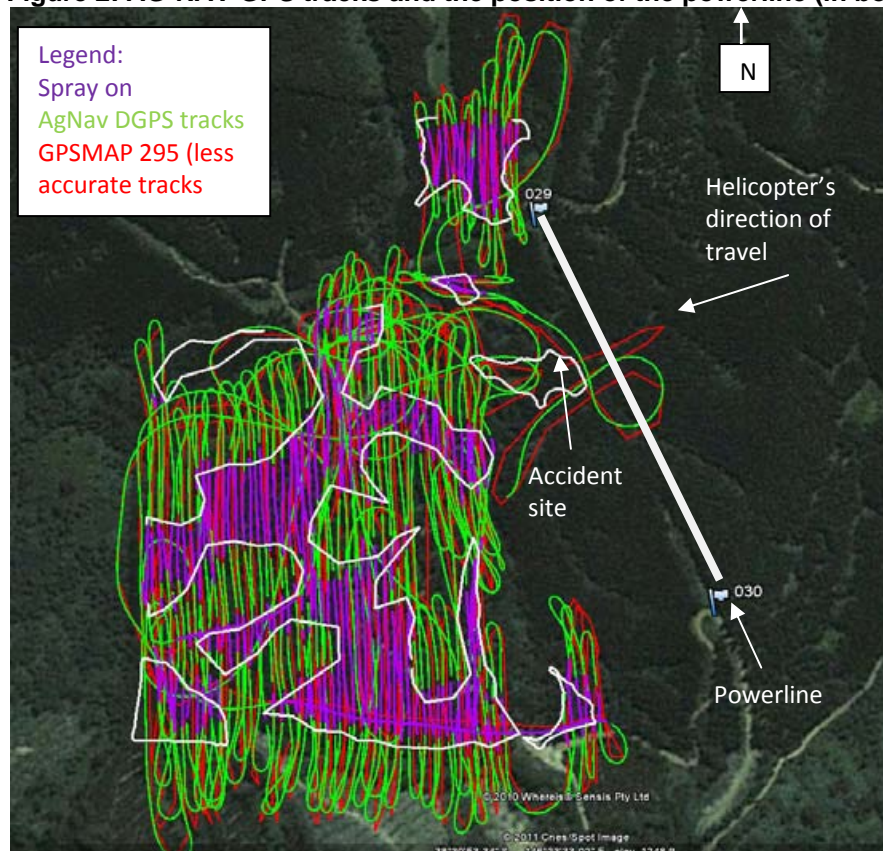 N
Legend:
Spray on
AgNav DGPS tracks
GPSMAP 295 (less
accurate tracks
029
Helicopter's
direction of
travel
Accident
site
030
Powerline
© 2010 Whereis® Sensis Pty Ltd
© 2011 Cnes/Spot Image